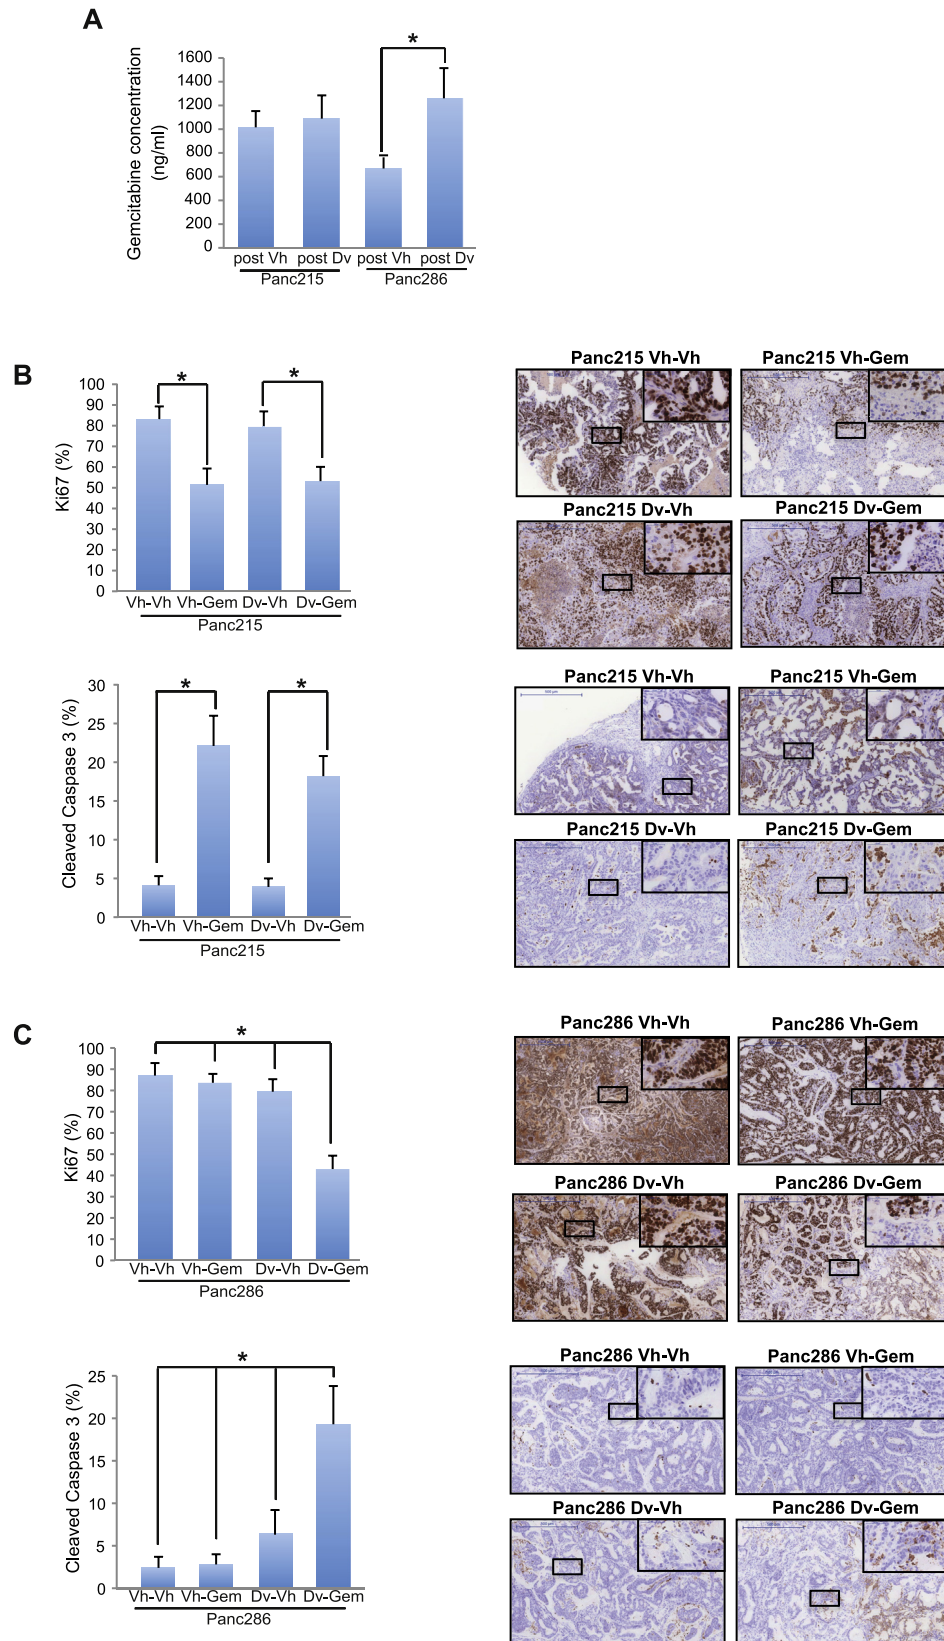 A
Gemcitabine concentration
(ng/ml)
1600
1400
1200
1000
800
600
400
200
0
*
post Vh post Dv post Vh post Dv
Panc215 Panc286
B
Ki67 (%)
100
90
80
70
60
50
40
30
20
10
0
* *
Vh-Vh Vh-Gem Dv-Vh Dv-Gem
Panc215
Panc215 Vh-Vh Panc215 Vh-Gem
Panc215 Dv-Vh Panc215 Dv-Gem
Cleaved Caspase 3 (%)
30
25
20
15
10
5
0
* *
Vh-Vh Vh-Gem Dv-Vh Dv-Gem
Panc215
Panc215 Vh-Vh Panc215 Vh-Gem
Panc215 Dv-Vh Panc215 Dv-Gem
C
Ki67 (%)
100
90
80
70
60
50
40
30
20
10
0
*
Vh-Vh Vh-Gem Dv-Vh Dv-Gem
Panc286
Panc286 Vh-Vh Panc286 Vh-Gem
Panc286 Dv-Vh Panc286 Dv-Gem
Cleaved Caspase 3 (%)
25
20
15
10
5
0
*
Vh-Vh Vh-Gem Dv-Vh Dv-Gem
Panc286
Panc286 Vh-Vh Panc286 Vh-Gem
Panc286 Dv-Vh Panc286 Dv-Gem